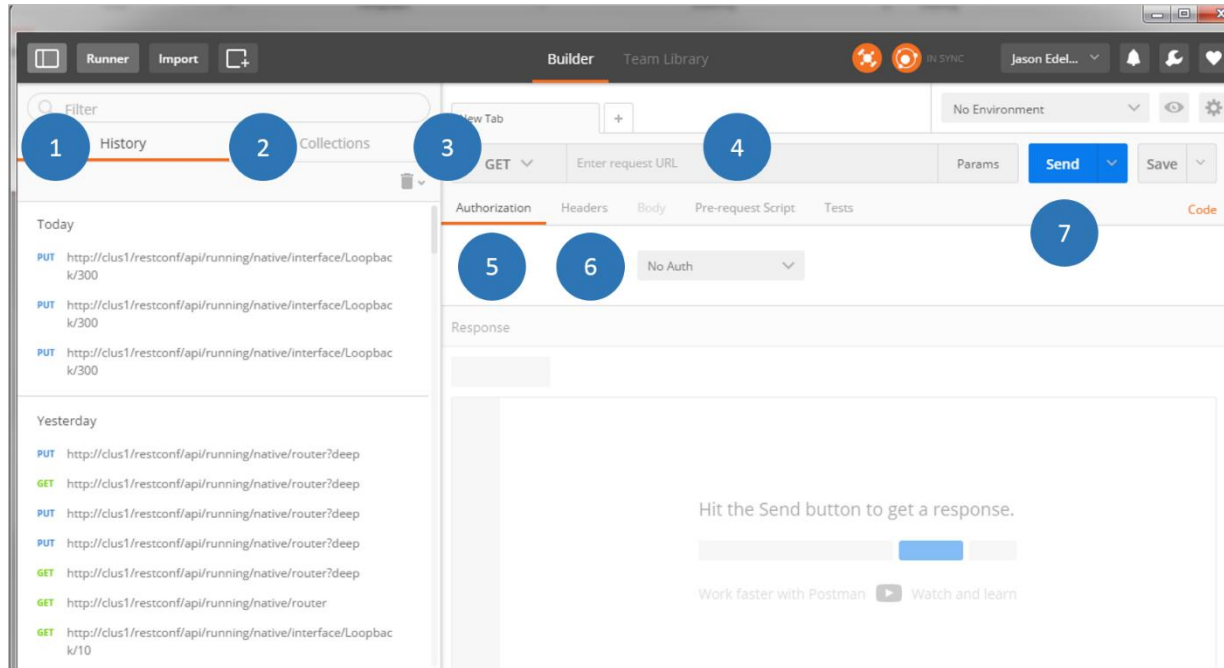 Runner Import Builder Team Library IN SYNC Jason Edel...
Filter
New Tab + No Environment
1 History 2 Collections 3 GET Enter request URL 4 Params Send Save
Authorization Headers Body Pre-request Script Tests Code
5 6 No Auth 7
Response
Today
PUT http://clus1/restconf/api/running/native/interface/Loopbac
k/300
PUT http://clus1/restconf/api/running/native/interface/Loopbac
k/300
PUT http://clus1/restconf/api/running/native/interface/Loopbac
k/300
Yesterday
PUT http://clus1/restconf/api/running/native/router?deep
GET http://clus1/restconf/api/running/native/router?deep
PUT http://clus1/restconf/api/running/native/router?deep
PUT http://clus1/restconf/api/running/native/router?deep
GET http://clus1/restconf/api/running/native/router?deep
GET http://clus1/restconf/api/running/native/router
GET http://clus1/restconf/api/running/native/interface/Loopbac
k/10
Hit the Send button to get a response.
Work faster with Postman Watch and learn